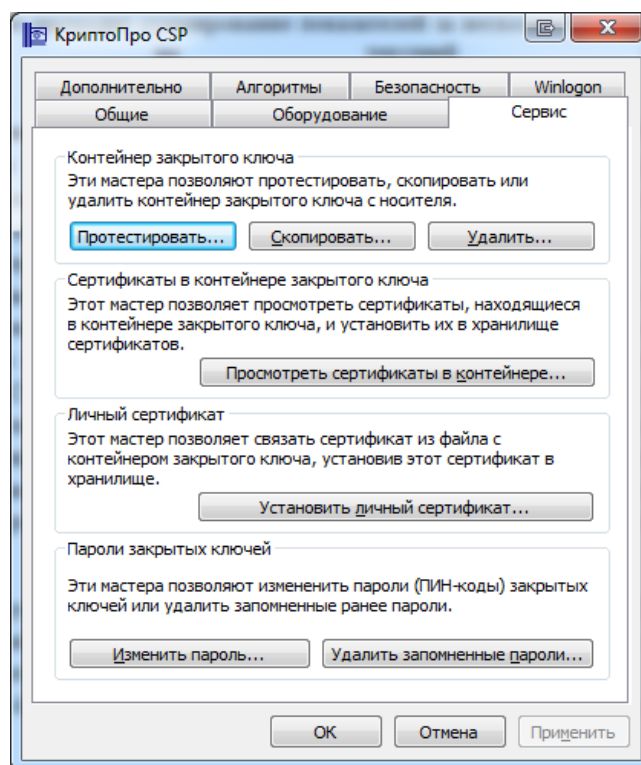 КриптоПро CSP
Дополнительно Алгоритмы Безопасность Winlogon
Общие Оборудование Сервис
Контейнер закрытого ключа
Эти мастера позволяют протестировать, скопировать или
удалить контейнер закрытого ключа с носителя.
Протестировать... Скопировать... Удалить...
Сертификаты в контейнере закрытого ключа
Этот мастер позволяет просмотреть сертификаты, находящиеся
в контейнере закрытого ключа, и установить их в хранилище
сертификатов.
Просмотреть сертификаты в контейнере...
Личный сертификат
Этот мастер позволяет связать сертификат из файла с
контейнером закрытого ключа, установив этот сертификат в
хранилище.
Установить личный сертификат...
Пароли закрытых ключей
Эти мастера позволяют измененить пароли (ПИН-коды) закрытых
ключей или удалить запомненные ранее пароли.
Изменить пароль... Удалить запомненные пароли...
ОК Отмена Применить